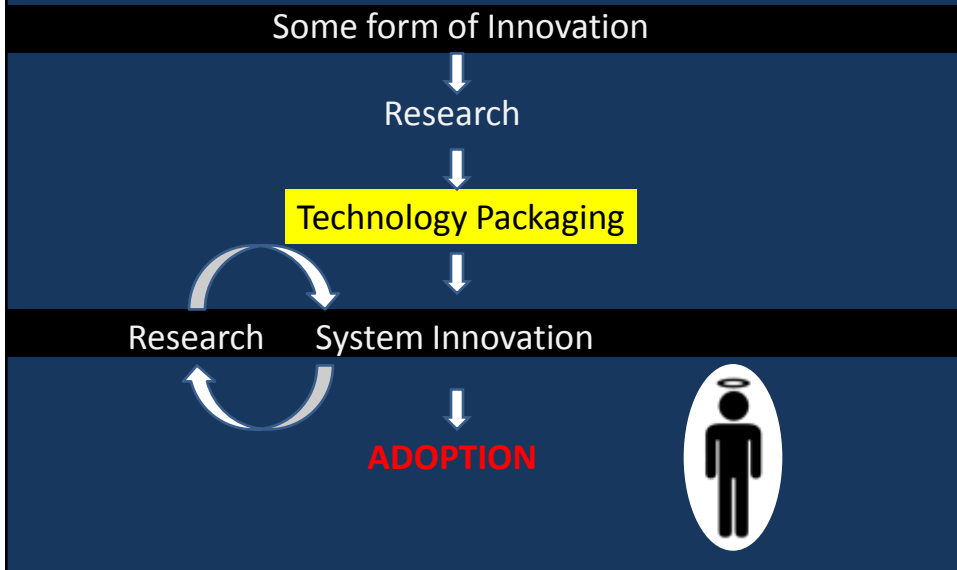 Some form of Innovation
Research
Technology Packaging
Research System Innovation
ADOPTION